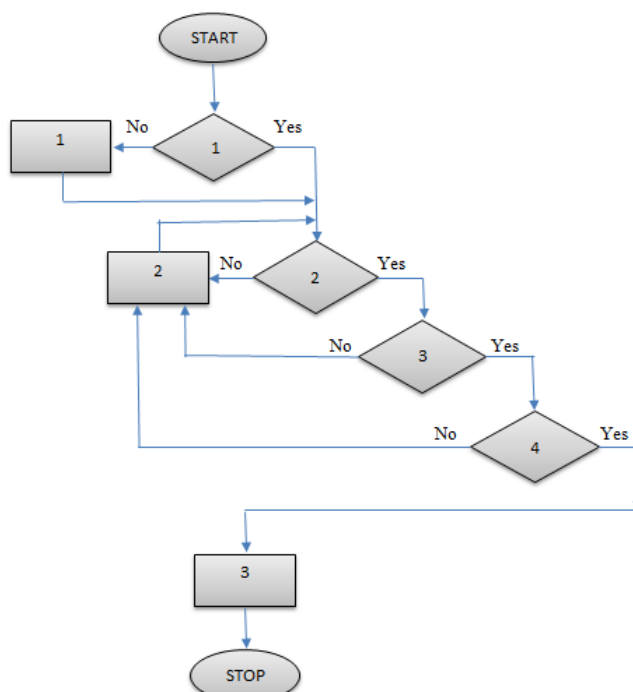 START
No
Yes
1
1
2
No
2
Yes
No
3
Yes
No
4
Yes
3
STOP